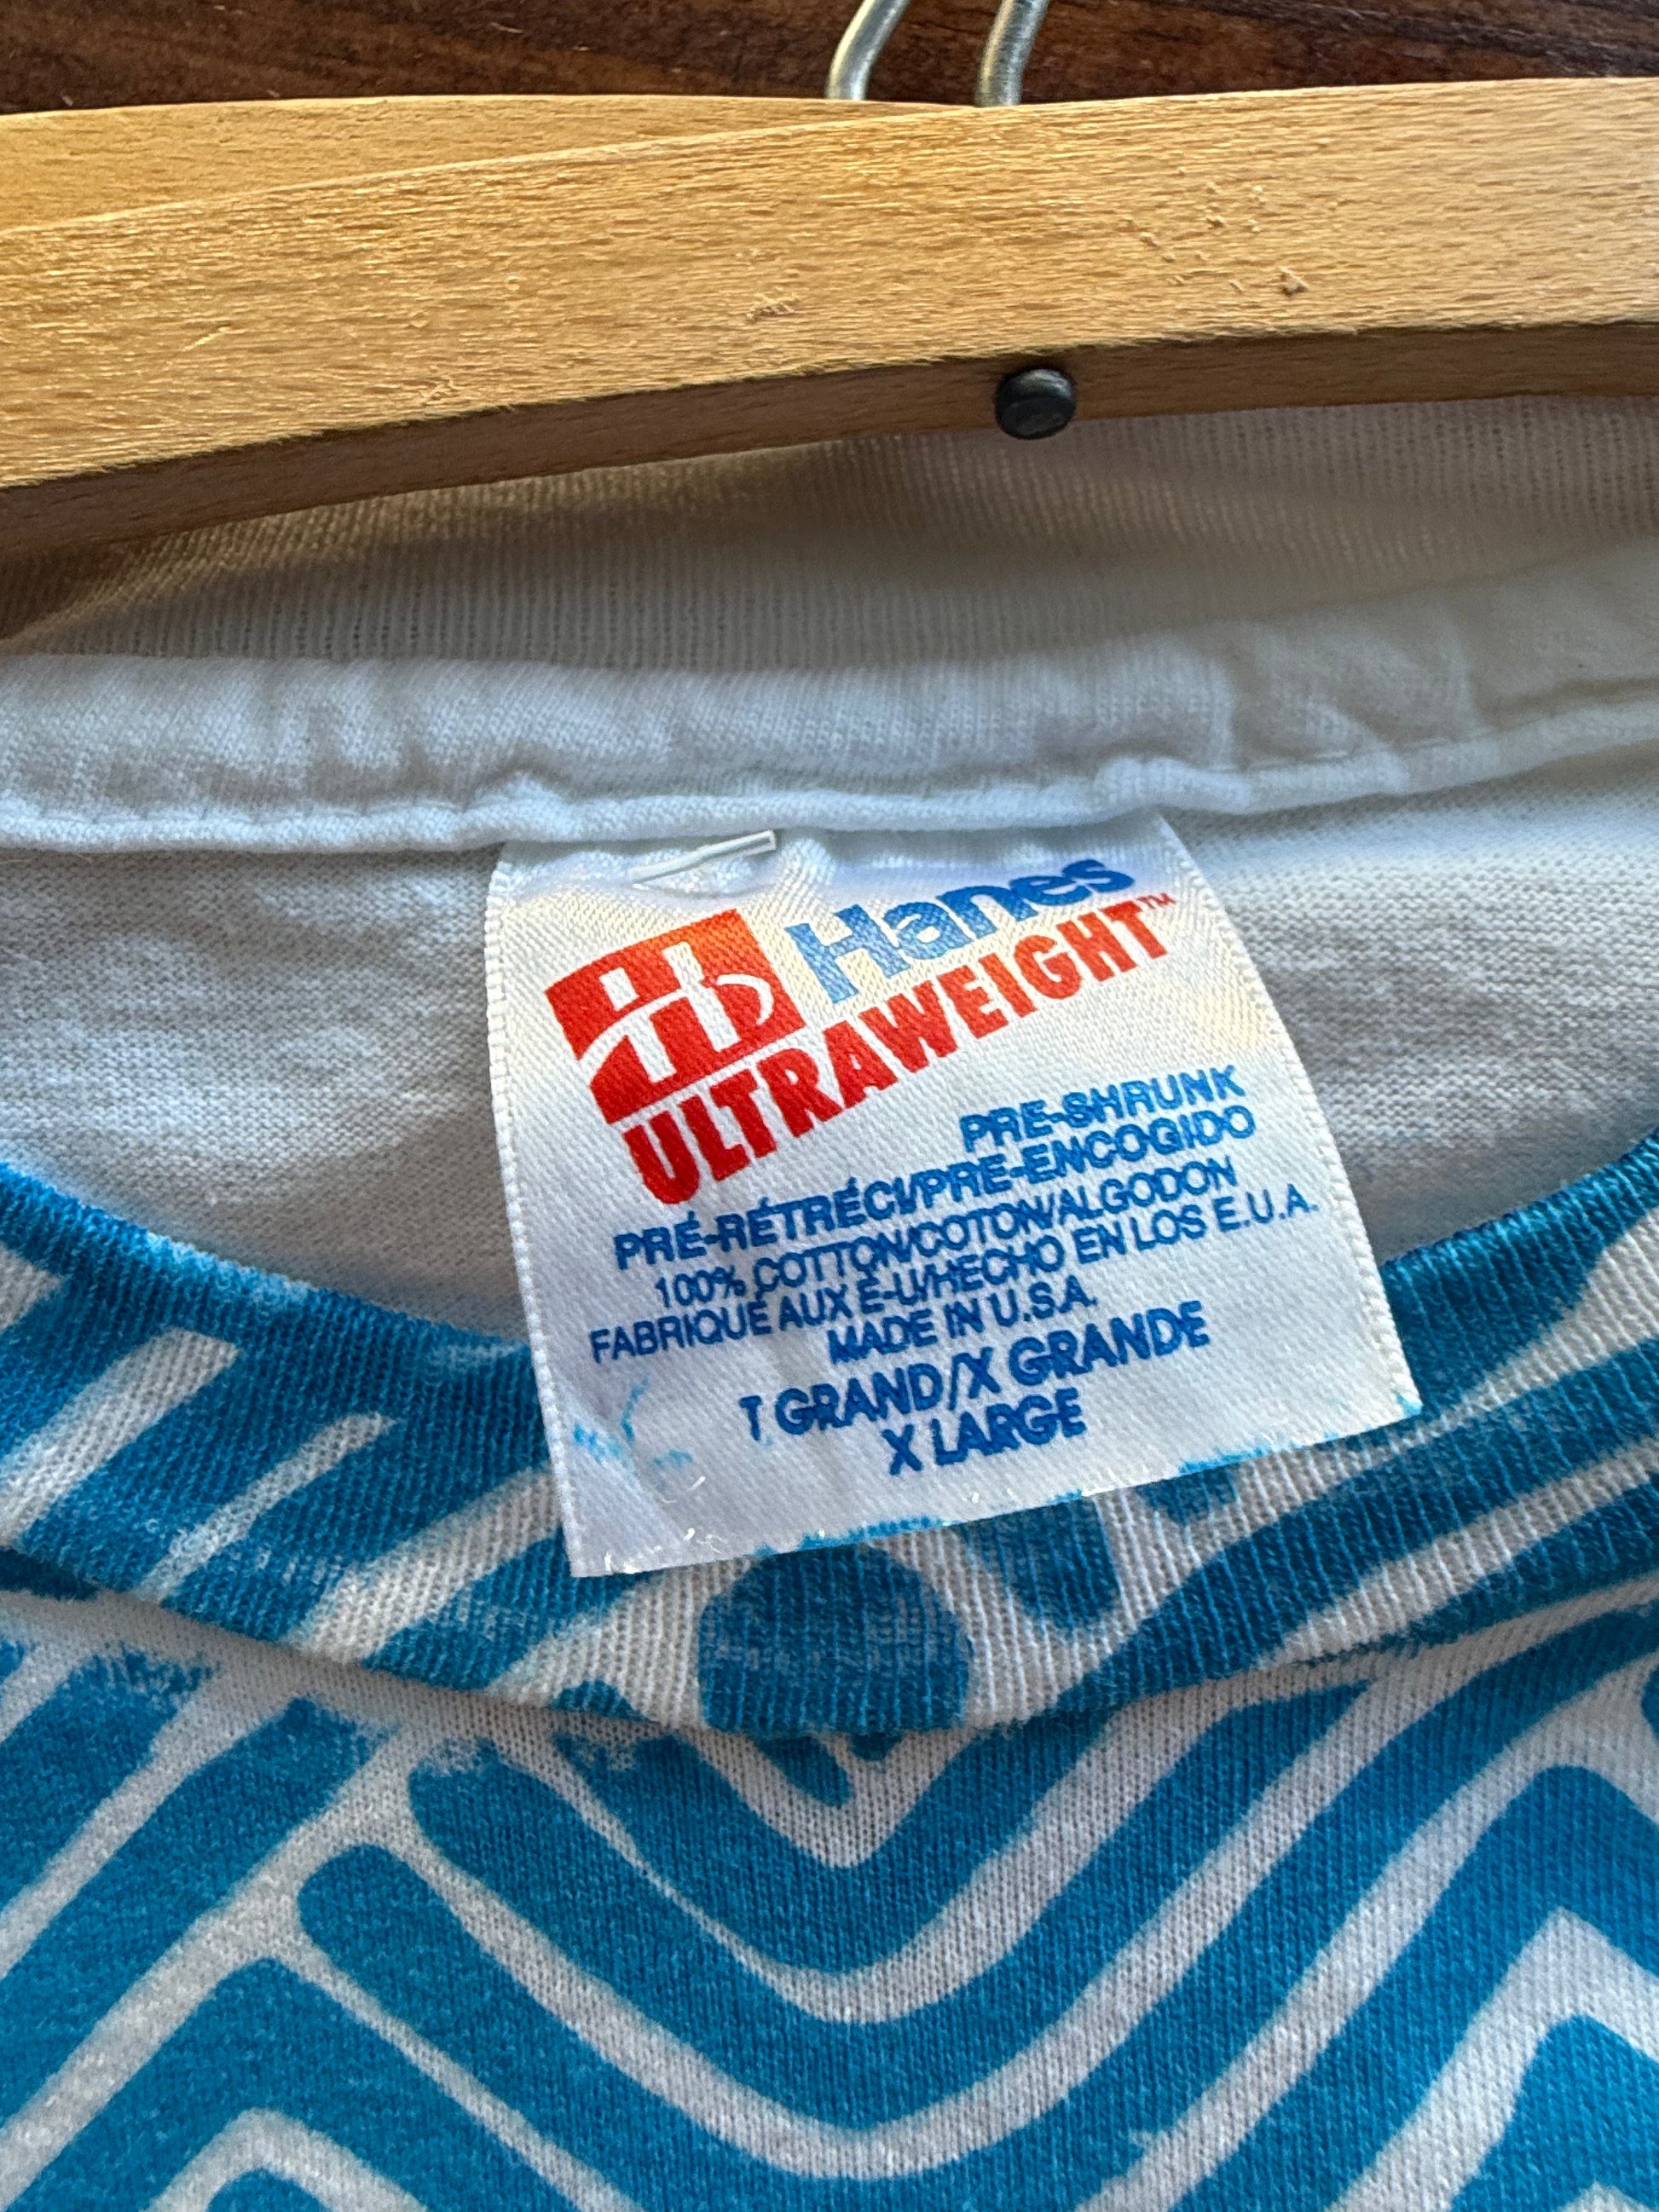 Hanes
ULTRAWEIGHT™
PRE-SHRUNK
PRÉ-RÉTRÉCI/PRE-ENCOGIDO
100% COTTON/COTON/ALGODON
FABRIQUÉ AUX É-U/HECHO EN LOS E.U.A.
MADE IN U.S.A.
T GRAND/X GRANDE
X LARGE